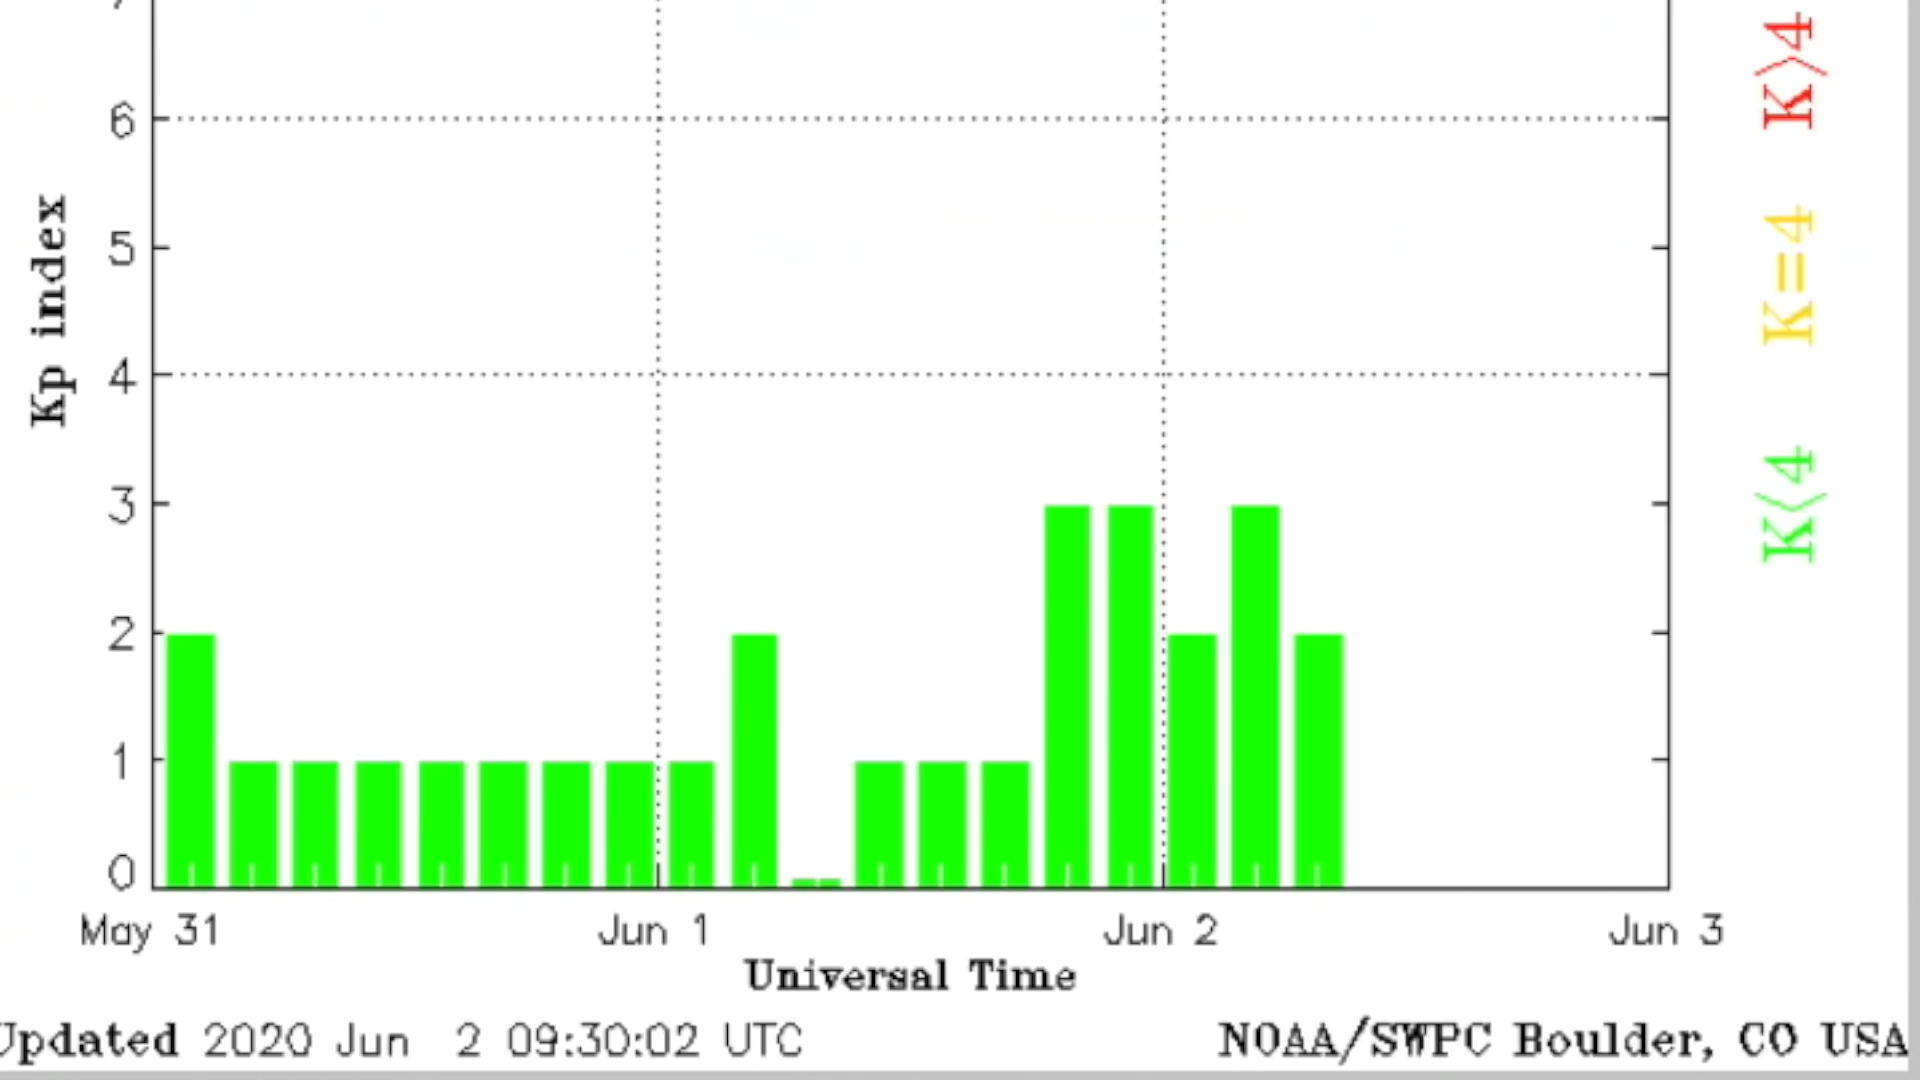 6
5
4
3
2
1
0
Kp index
K>4
K=4
K<4
May 31
Jun 1
Jun 2
Jun 3
Universal Time
Updated 2020 Jun 2 09:30:02 UTC
NOAA/SWPC Boulder, CO USA